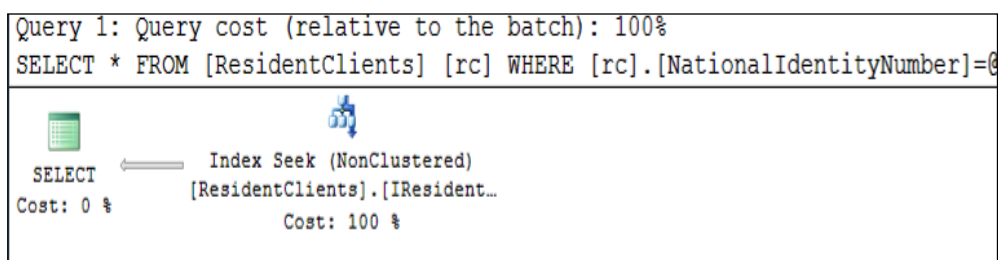 Query 1: Query cost (relative to the batch): 100%
SELECT * FROM [ResidentClients] [rc] WHERE [rc].[NationalIdentityNumber]=@
SELECT
Cost: 0 %
Index Seek (NonClustered)
[ResidentClients].[IResident…
Cost: 100 %